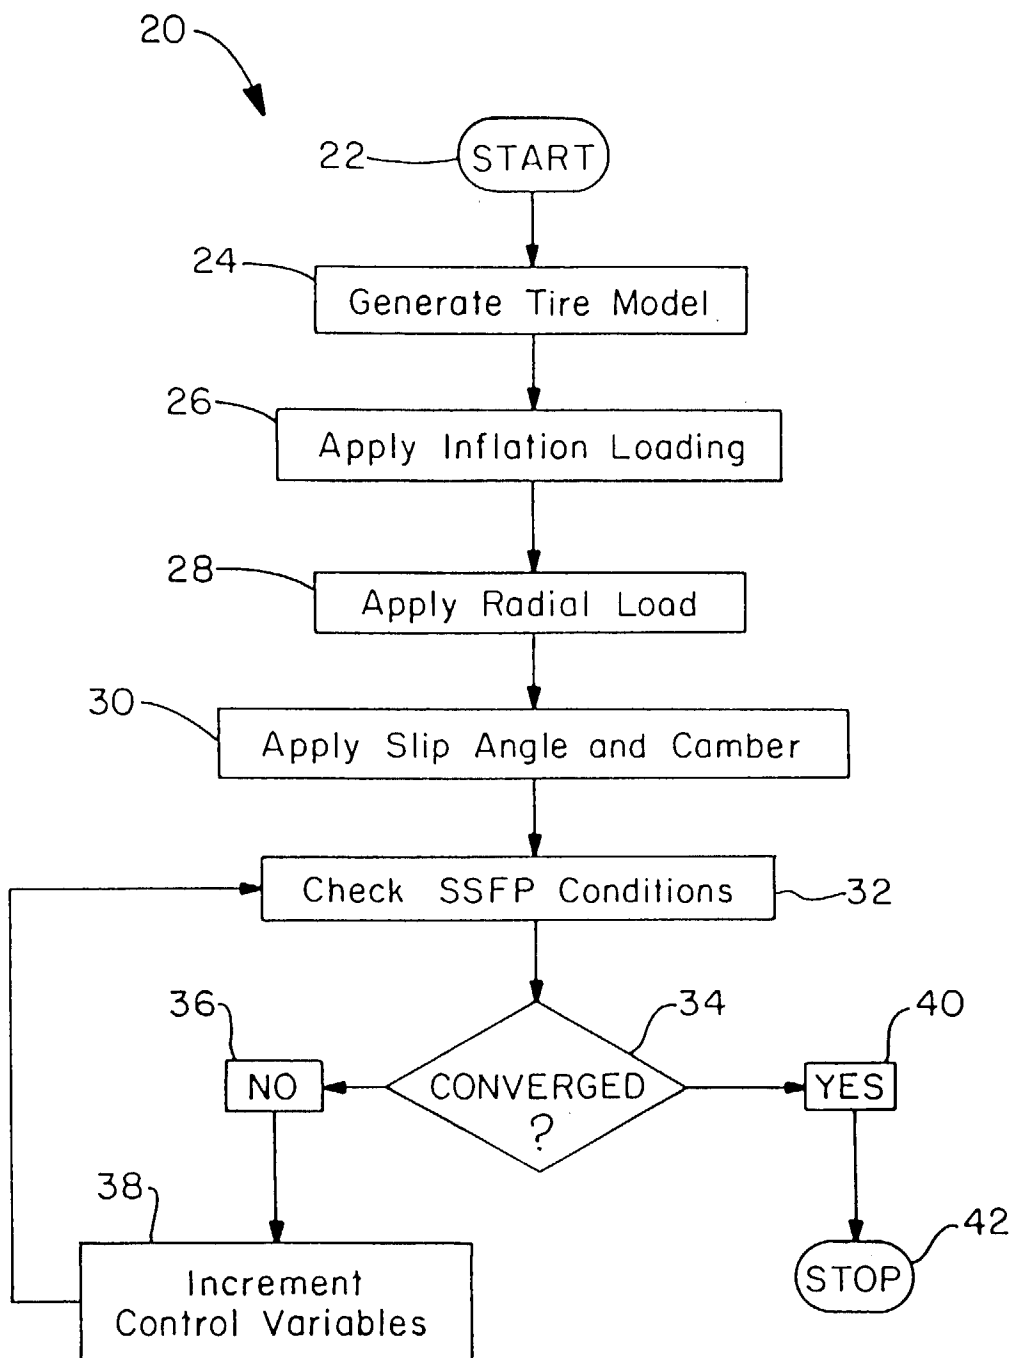 20
22
START
24
Generate Tire Model
26
Apply Inflation Loading
28
Apply Radial Load
30
Apply Slip Angle and Camber
Check SSFP Conditions
32
36
34
40
NO
CONVERGED
?
YES
38
42
Increment
Control Variables
STOP